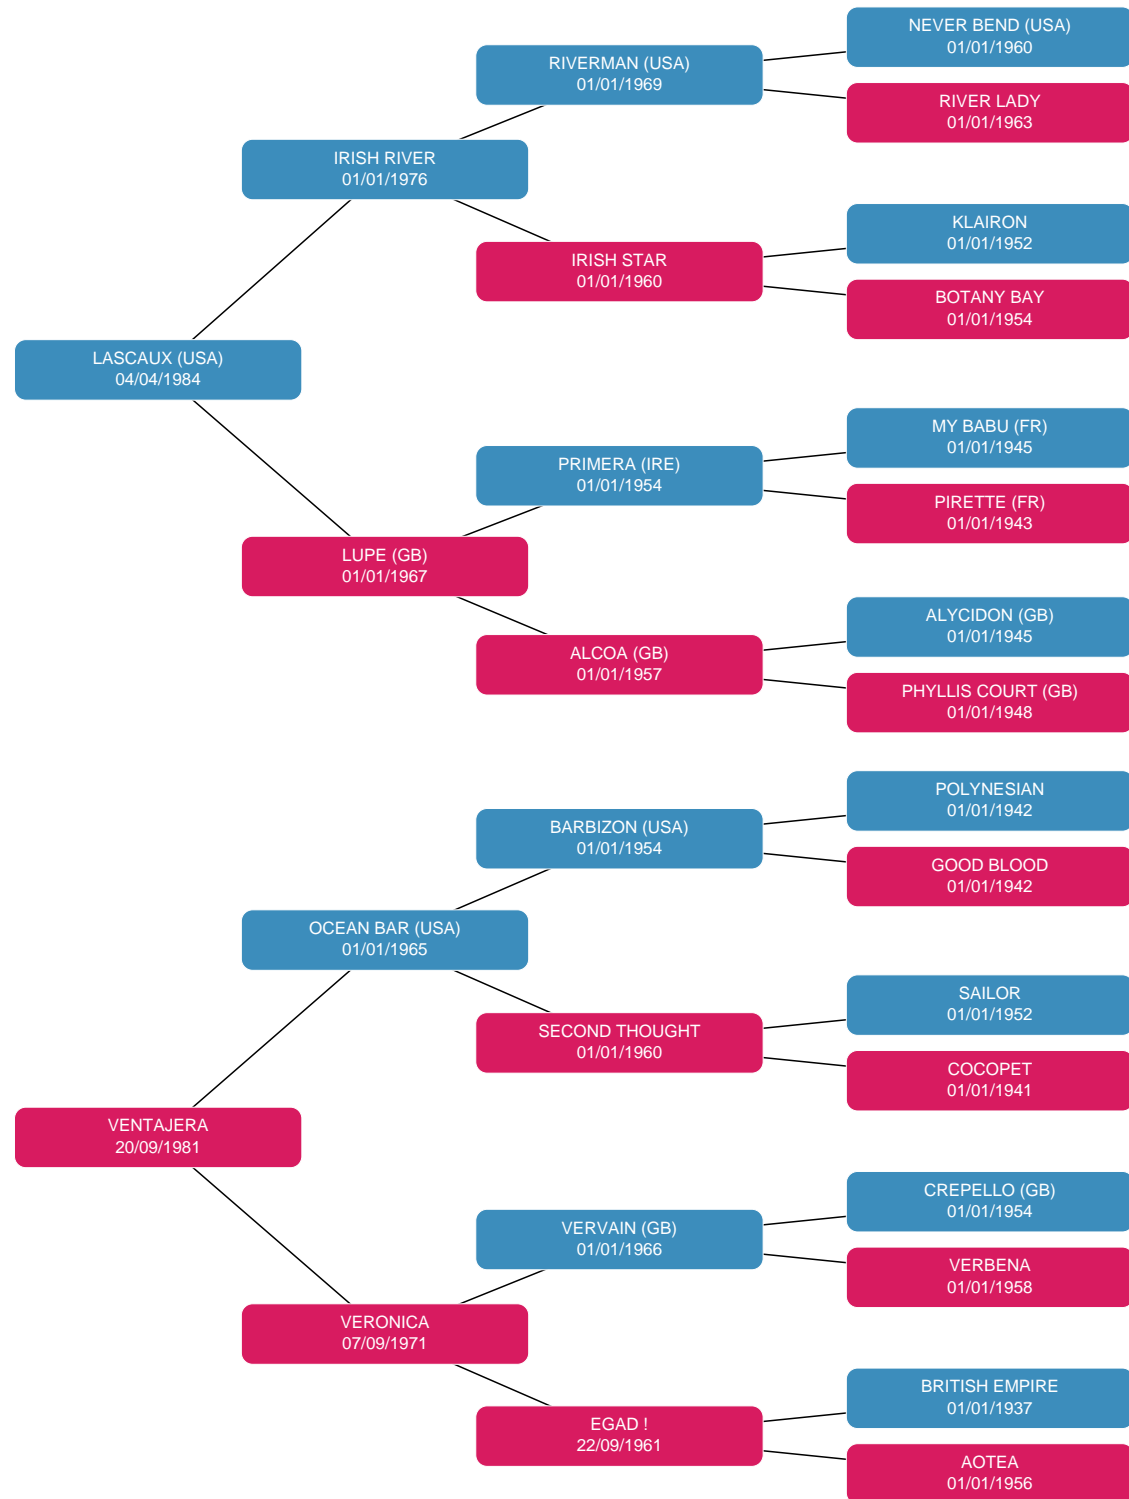 NEVER BEND (USA)
01/01/1960
RIVERMAN (USA)
01/01/1969
RIVER LADY
01/01/1963
IRISH RIVER
01/01/1976
KLAIRON
01/01/1952
IRISH STAR
01/01/1960
BOTANY BAY
01/01/1954
LASCAUX (USA)
04/04/1984
MY BABU (FR)
01/01/1945
PRIMERA (IRE)
01/01/1954
PIRETTE (FR)
01/01/1943
LUPE (GB)
01/01/1967
ALYCIDON (GB)
01/01/1945
ALCOA (GB)
01/01/1957
PHYLLIS COURT (GB)
01/01/1948
POLYNESIAN
01/01/1942
BARBIZON (USA)
01/01/1954
GOOD BLOOD
01/01/1942
OCEAN BAR (USA)
01/01/1965
SAILOR
01/01/1952
SECOND THOUGHT
01/01/1960
COCOPET
01/01/1941
VENTAJERA
20/09/1981
CREPELLO (GB)
01/01/1954
VERVAIN (GB)
01/01/1966
VERBENA
01/01/1958
VERONICA
07/09/1971
BRITISH EMPIRE
01/01/1937
EGAD !
22/09/1961
AOTEA
01/01/1956